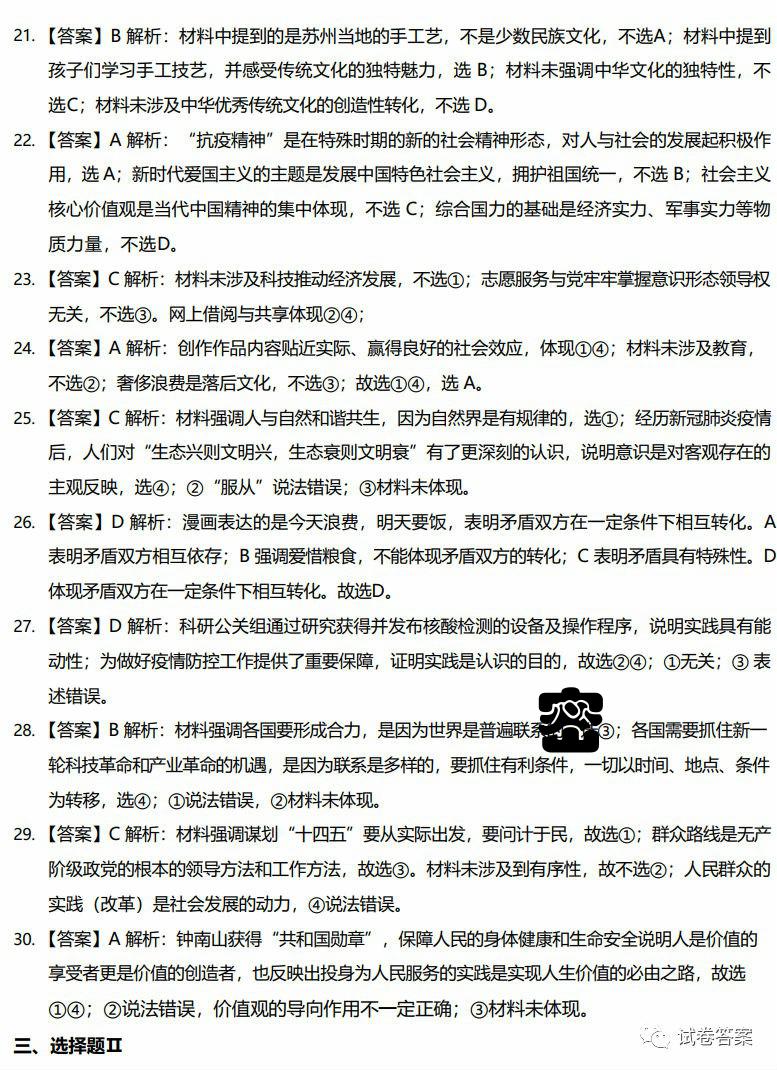 21. 【答案】B 解析：材料中提到的是苏州当地的手工艺，不是少数民族文化，不选A；材料中提到
孩子们学习手工技艺，并感受传统文化的独特魅力，选 B；材料未强调中华文化的独特性，不
选C；材料未涉及中华优秀传统文化的创造性转化，不选 D。
22. 【答案】A 解析：“抗疫精神”是在特殊时期的新的社会精神形态，对人与社会的发展起积极作
用，选 A；新时代爱国主义的主题是发展中国特色社会主义，拥护祖国统一，不选 B；社会主义
核心价值观是当代中国精神的集中体现，不选 C；综合国力的基础是经济实力、军事实力等物
质力量，不选D。
23. 【答案】C 解析：材料未涉及科技推动经济发展，不选①；志愿服务与党牢牢掌握意识形态领导权
无关，不选③。网上借阅与共享体现②④；
24. 【答案】A 解析：创作作品内容贴近实际、赢得良好的社会效应，体现①④；材料未涉及教育，
不选②；奢侈浪费是落后文化，不选③；故选①④，选 A。
25. 【答案】C 解析：材料强调人与自然和谐共生，因为自然界是有规律的，选①；经历新冠肺炎疫情
后，人们对“生态兴则文明兴，生态衰则文明衰”有了更深刻的认识，说明意识是对客观存在的
主观反映，选④；②“服从”说法错误；③材料未体现。
26. 【答案】D 解析：漫画表达的是今天浪费，明天要饭，表明矛盾双方在一定条件下相互转化。A
表明矛盾双方相互依存；B 强调爱惜粮食，不能体现矛盾双方的转化；C 表明矛盾具有特殊性。D
体现矛盾双方在一定条件下相互转化。故选D。
27. 【答案】D 解析：科研公关组通过研究获得并发布核酸检测的设备及操作程序，说明实践具有能
动性；为做好疫情防控工作提供了重要保障，证明实践是认识的目的，故选②④；①无关；③ 表
述错误。
28. 【答案】B 解析：材料强调各国要形成合力，是因为世界是普遍联系 ③；各国需要抓住新一
轮科技革命和产业革命的机遇，是因为联系是多样的，要抓住有利条件，一切以时间、地点、条件
为转移，选④；①说法错误，②材料未体现。
29. 【答案】C 解析：材料强调谋划“十四五”要从实际出发，要问计于民，故选①；群众路线是无产
阶级政党的根本的领导方法和工作方法，故选③。材料未涉及到有序性，故不选②；人民群众的
实践（改革）是社会发展的动力，④说法错误。
30. 【答案】A 解析：钟南山获得“共和国勋章”，保障人民的身体健康和生命安全说明人是价值的
享受者更是价值的创造者，也反映出投身为人民服务的实践是实现人生价值的必由之路，故选
①④；②说法错误，价值观的导向作用不一定正确；③材料未体现。
三、选择题Ⅱ
试卷答案